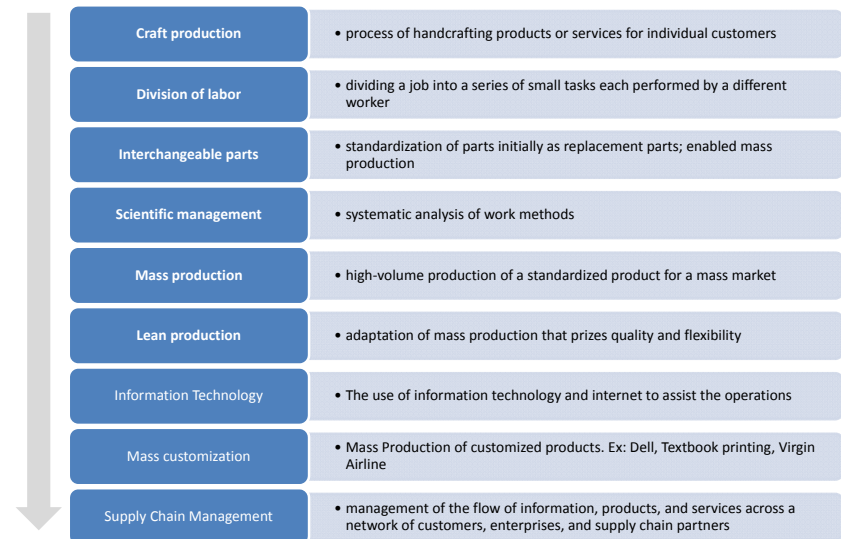 Craft production
• process of handcrafting products or services for individual customers
Division of labor
• dividing a job into a series of small tasks each performed by a different
worker
Interchangeable parts
• standardization of parts initially as replacement parts; enabled mass
production
Scientific management
• systematic analysis of work methods
Mass production
• high-volume production of a standardized product for a mass market
Lean production
• adaptation of mass production that prizes quality and flexibility
Information Technology
• The use of information technology and internet to assist the operations
Mass customization
• Mass Production of customized products. Ex: Dell, Textbook printing, Virgin
Airline
Supply Chain Management
• management of the flow of information, products, and services across a
network of customers, enterprises, and supply chain partners